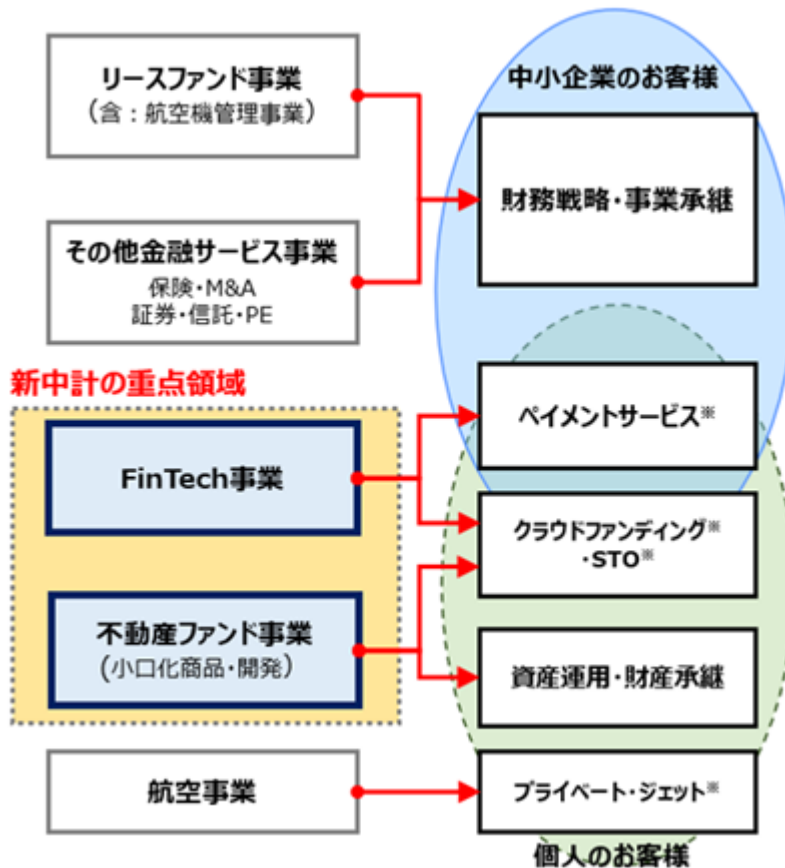 リースファンド事業
(含：航空機管理事業)
その他金融サービス事業
保険・M&A
証券・信託・PE
新中計の重点領域
FinTech事業
不動産ファンド事業
(小口化商品・開発)
航空事業
中小企業のお客様
財務戦略・事業承継
ペイメントサービス※
クラウドファンディング※
・STO※
資産運用・財産承継
プライベート・ジェット※
個人のお客様